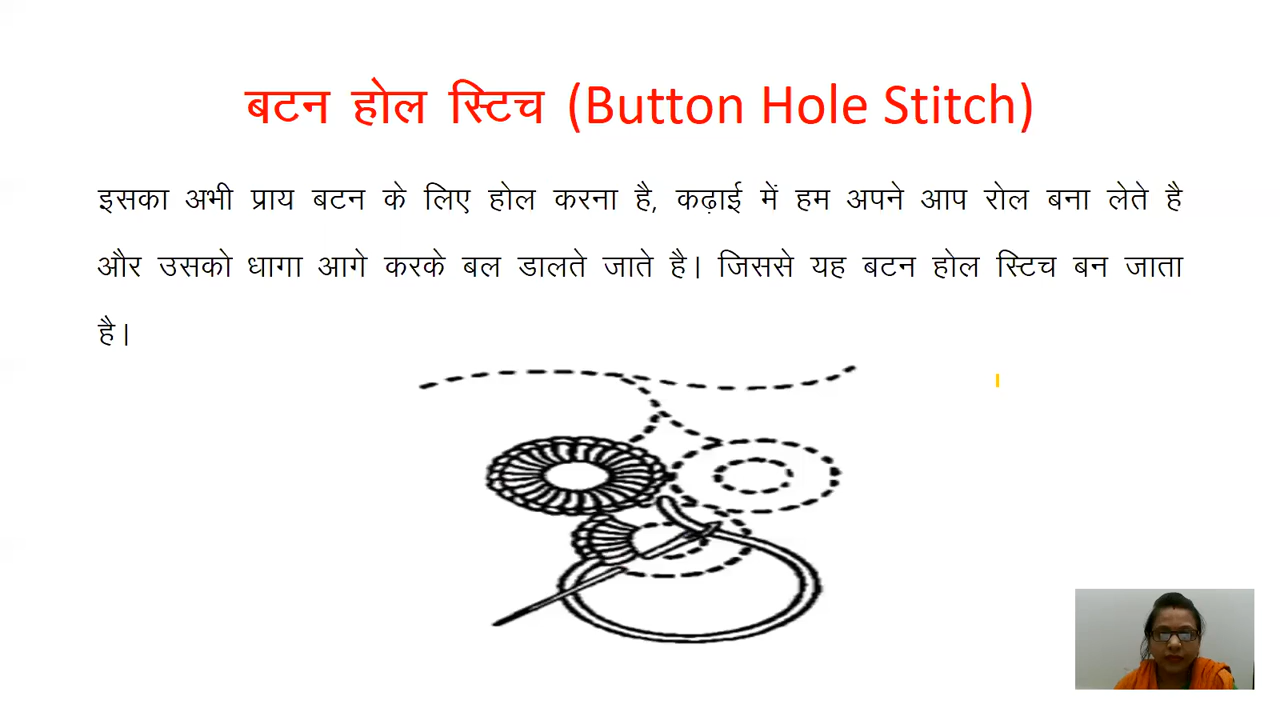 बटन होल स्टिच (Button Hole Stitch)
इसका अभी प्राय बटन के लिए होल करना है, कढ़ाई में हम अपने आप रोल बना लेते है
और उसको धागा आगे करके बल डालते जाते है। जिससे यह बटन होल स्टिच बन जाता
है।